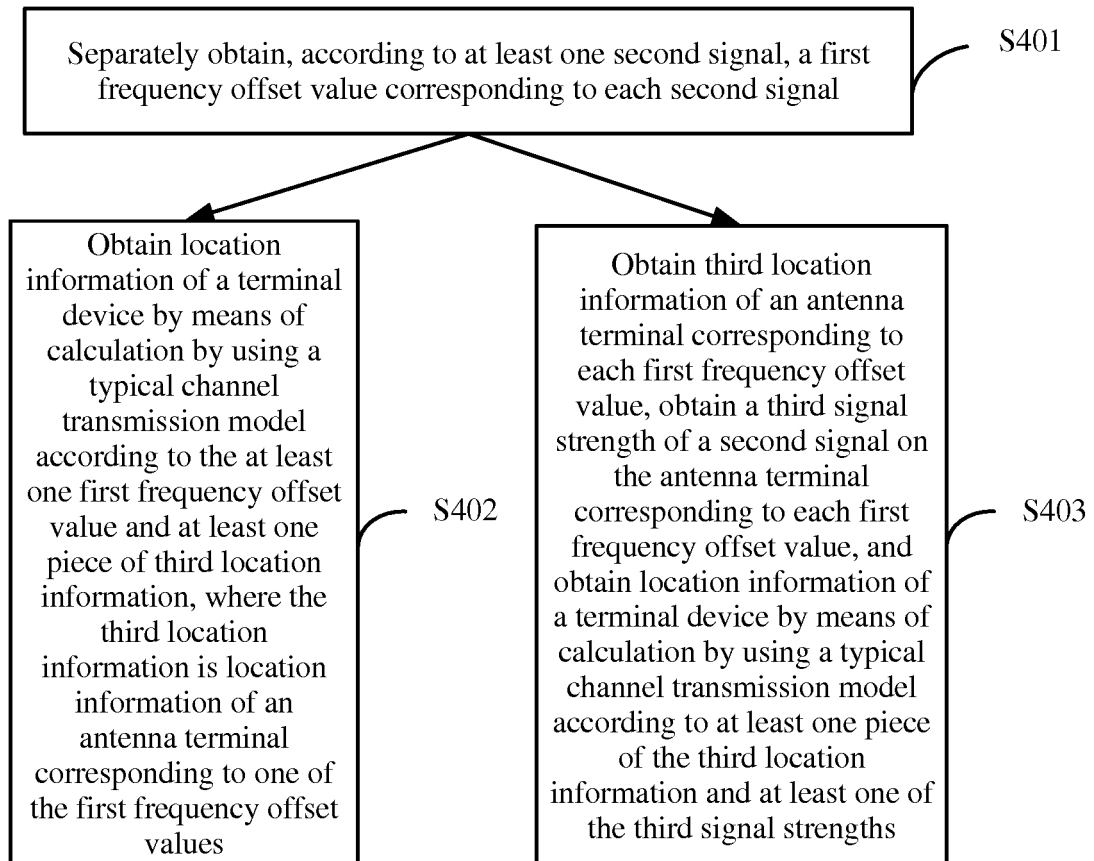 Separately obtain, according to at least one second signal, a first
frequency offset value corresponding to each second signal
S401
Obtain location
information of a terminal
device by means of
calculation by using a
typical channel
transmission model
according to the at least
one first frequency offset
value and at least one
piece of third location
information, where the
third location
information is location
information of an
antenna terminal
corresponding to one of
the first frequency offset
values
S402
Obtain third location
information of an antenna
terminal corresponding to
each first frequency offset
value, obtain a third signal
strength of a second signal on
the antenna terminal
corresponding to each first
frequency offset value, and
obtain location information of
a terminal device by means of
calculation by using a typical
channel transmission model
according to at least one piece
of the third location
information and at least one of
the third signal strengths
S403